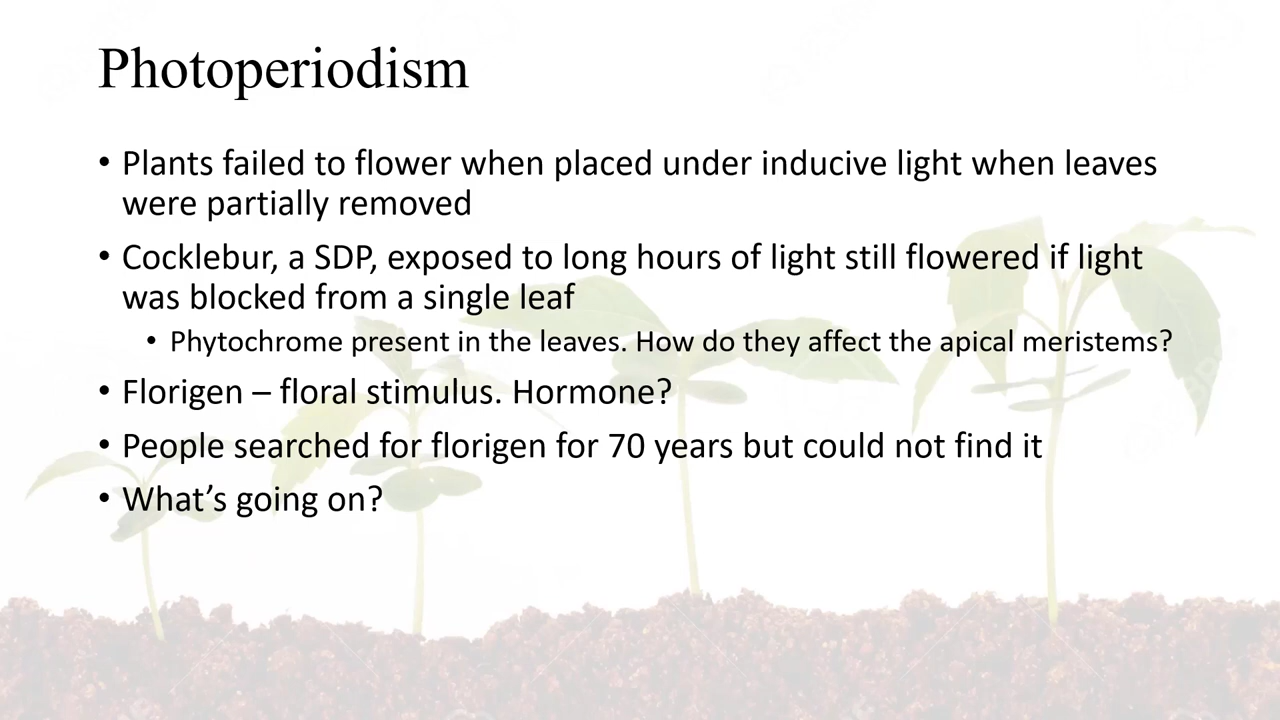 Photoperiodism
• Plants failed to flower when placed under inducive light when leaves
were partially removed
• Cocklebur, a SDP, exposed to long hours of light still flowered if light
was blocked from a single leaf
• Phytochrome present in the leaves. How do they affect the apical meristems?
• Florigen – floral stimulus. Hormone?
• People searched for florigen for 70 years but could not find it
• What’s going on?